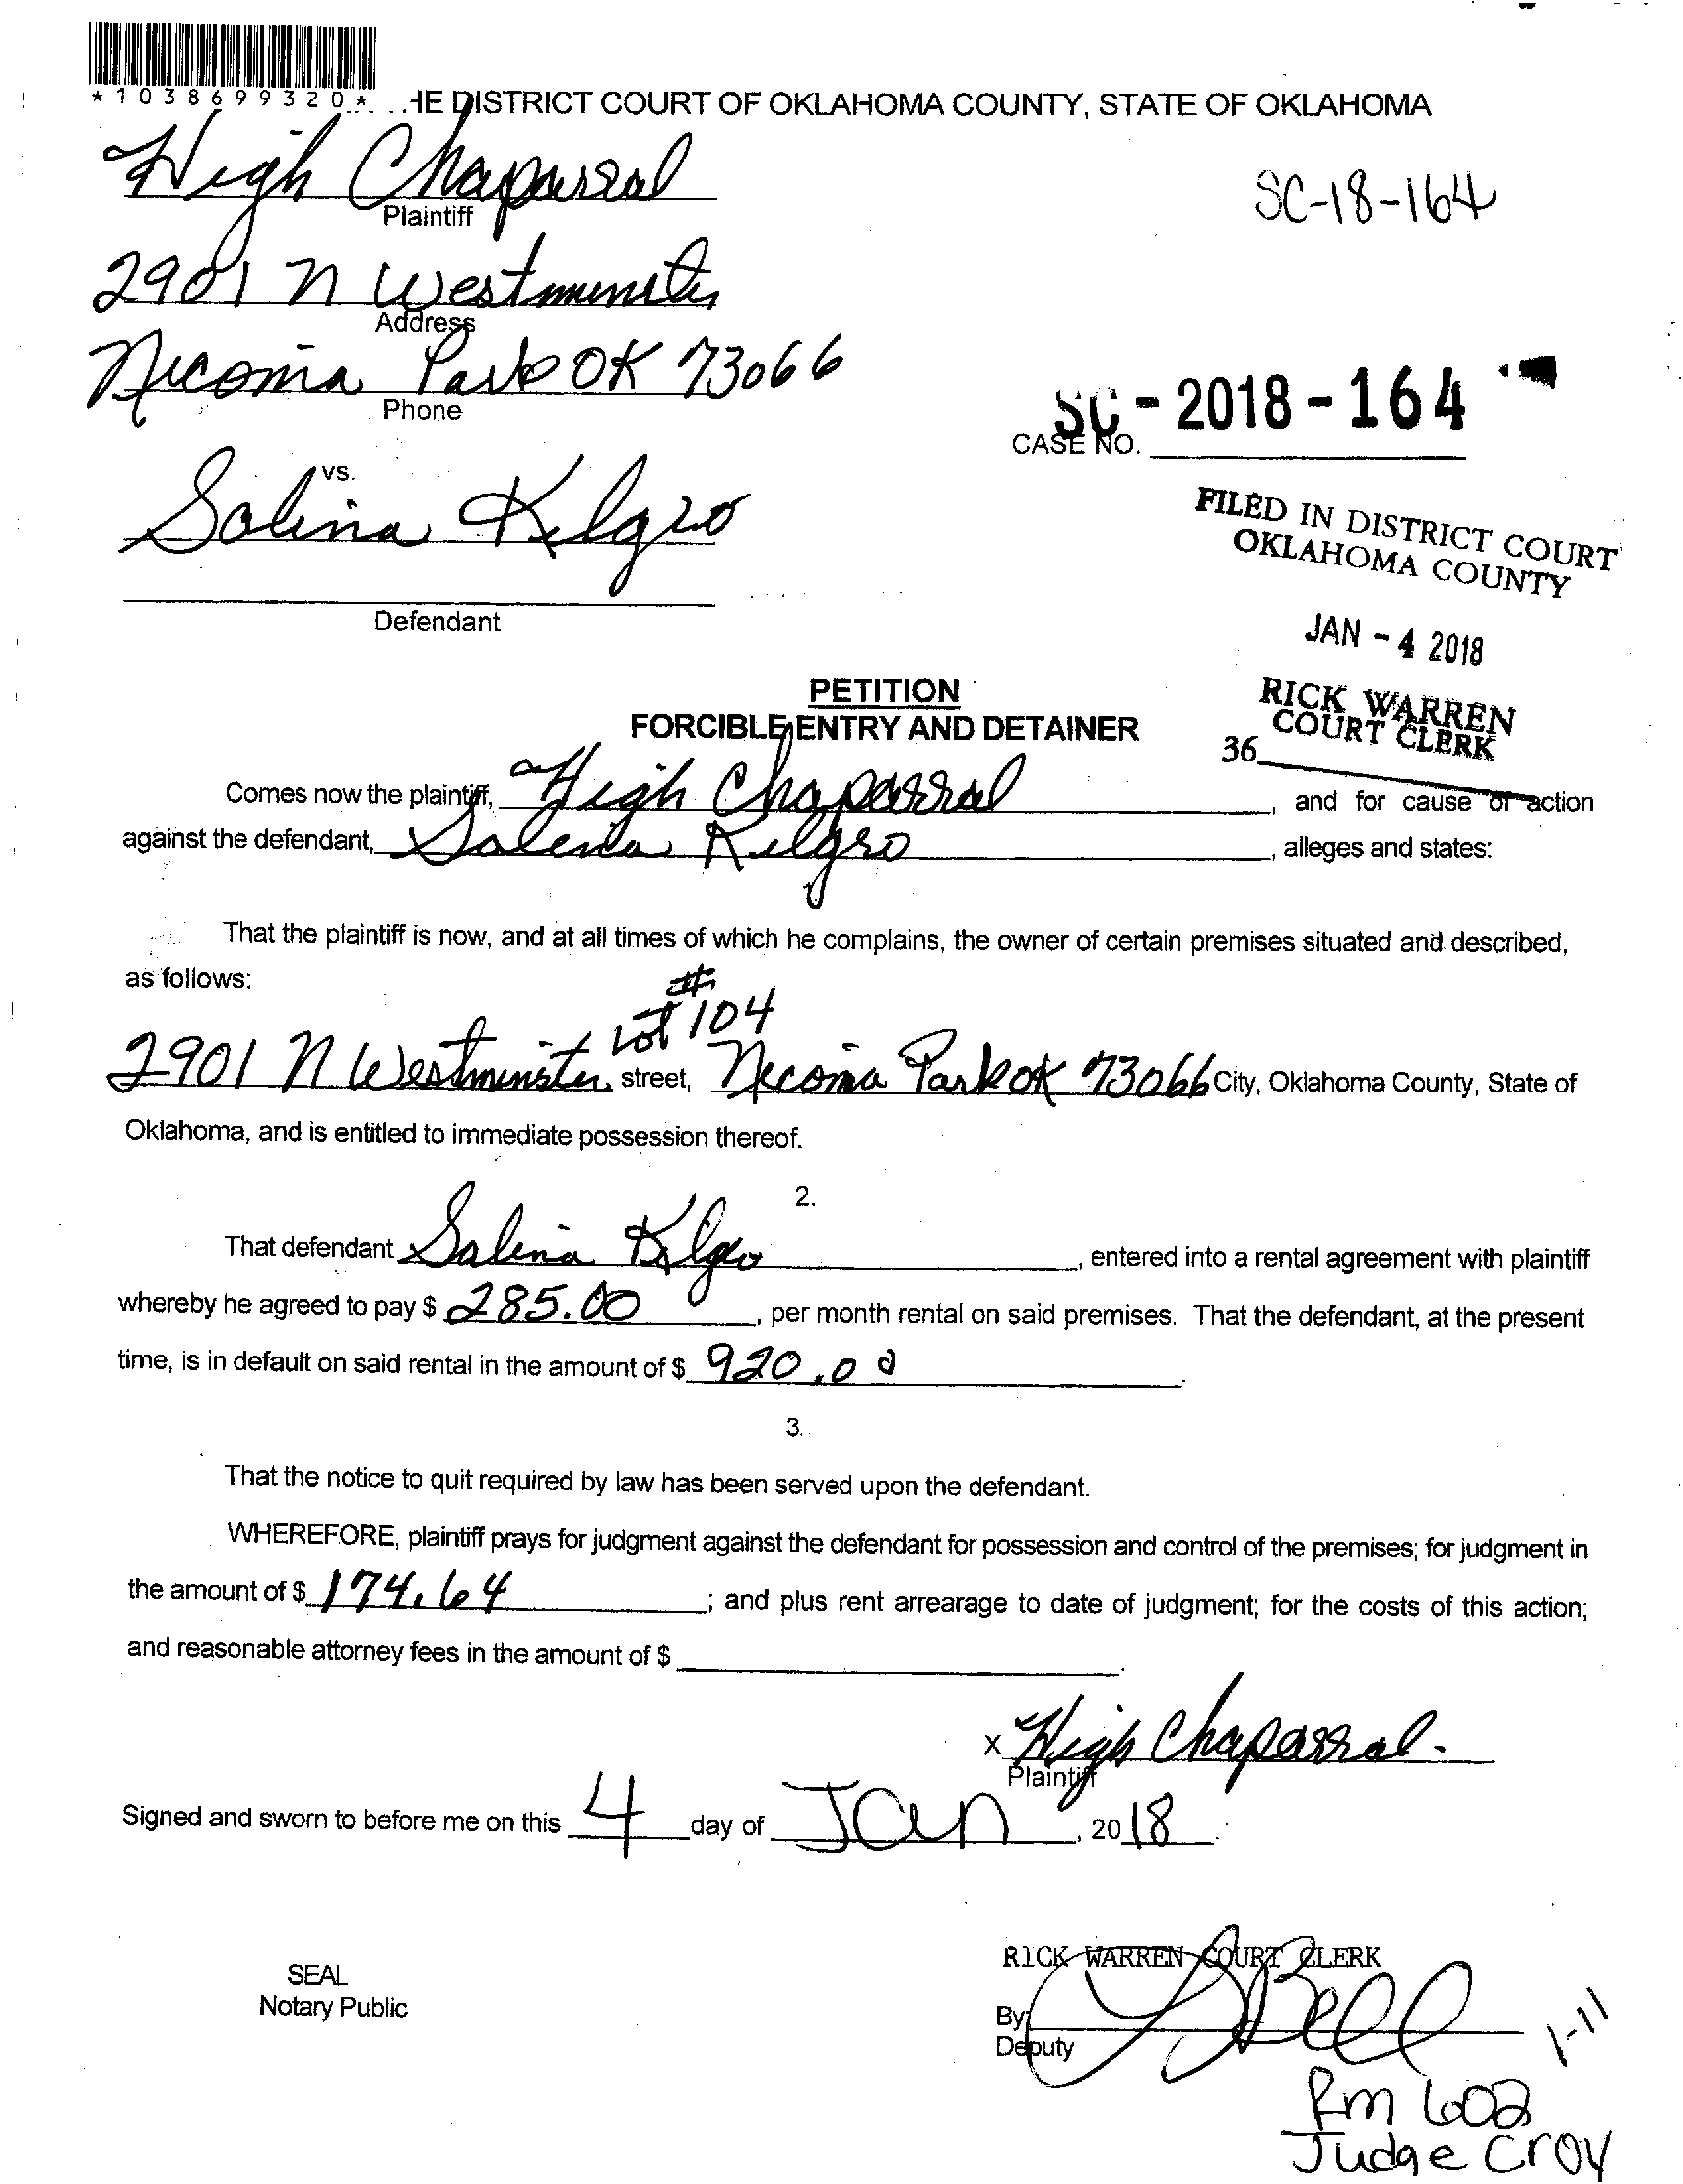 *1038699320*
HE DISTRICT COURT OF OKLAHOMA COUNTY, STATE OF OKLAHOMA
High Chaparral
Plaintiff
SC-18-164
2901 N Westminster
Address
Nicoma Park OK 73066
Phone
SC-2018-164
CASE NO.
vs.
Salina Kilgro
FILED IN DISTRICT COURT
OKLAHOMA COUNTY
Defendant
JAN - 4 2018
PETITION
FORCIBLE ENTRY AND DETAINER
RICK WARREN
COURT CLERK
36
Comes now the plaintiff, High Chaparral, and for cause of action
against the defendant, Salena Kilgro, alleges and states:
That the plaintiff is now, and at all times of which he complains, the owner of certain premises situated and described,
as follows:
2901 N Westminster Lot #104 street, Nicoma Park OK 73066 City, Oklahoma County, State of
Oklahoma, and is entitled to immediate possession thereof.
2.
That defendant Salina Kilgro, entered into a rental agreement with plaintiff
whereby he agreed to pay $ 285.00, per month rental on said premises. That the defendant, at the present
time, is in default on said rental in the amount of $ 920.00.
3.
That the notice to quit required by law has been served upon the defendant.
WHEREFORE, plaintiff prays for judgment against the defendant for possession and control of the premises; for judgment in
the amount of $ 174.64; and plus rent arrearage to date of judgment; for the costs of this action;
and reasonable attorney fees in the amount of $
x High Chaparral.
Plaintiff
Signed and sworn to before me on this 4 day of Jan, 2018.
SEAL
Notary Public
RICK WARREN COURT CLERK
By Bell
Deputy
1-11
Rm 602
Judge Croy